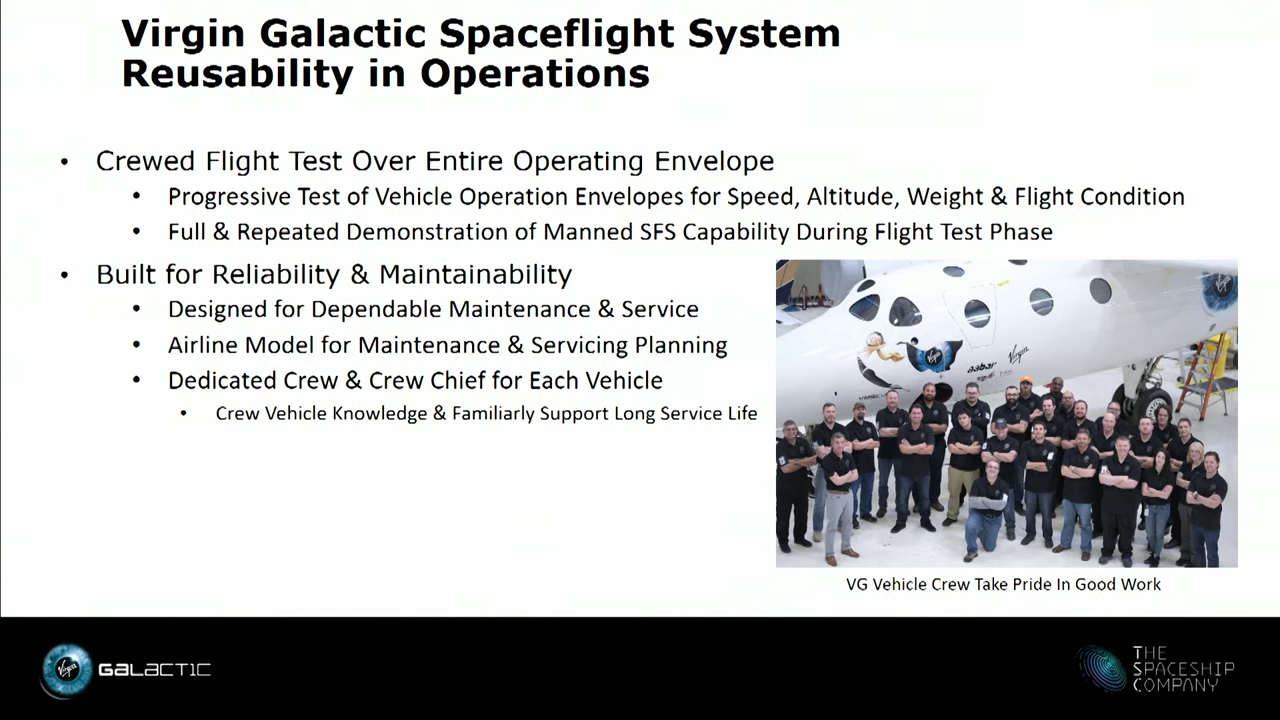 Virgin Galactic Spaceflight System
Reusability in Operations
• Crewed Flight Test Over Entire Operating Envelope
• Progressive Test of Vehicle Operation Envelopes for Speed, Altitude, Weight & Flight Condition
• Full & Repeated Demonstration of Manned SFS Capability During Flight Test Phase
• Built for Reliability & Maintainability
• Designed for Dependable Maintenance & Service
• Airline Model for Maintenance & Servicing Planning
• Dedicated Crew & Crew Chief for Each Vehicle
• Crew Vehicle Knowledge & Familiarly Support Long Service Life
Virgin
aabar
Virgin
VG Vehicle Crew Take Pride In Good Work
Virgin GALACTIC
THE
SPACESHIP
COMPANY